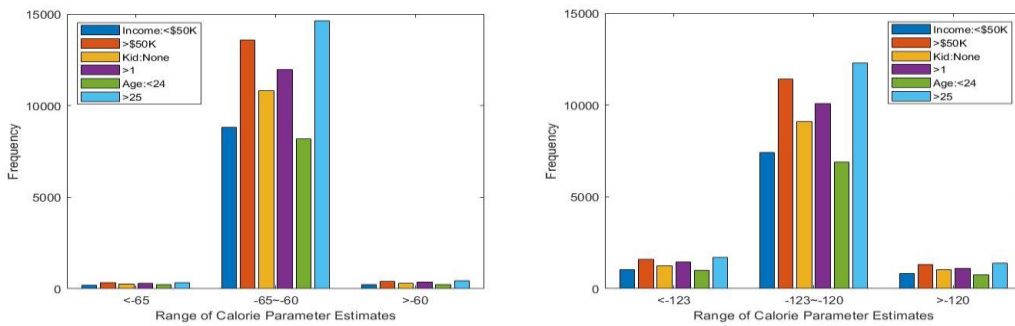 15000
10000
5000
0
Frequency
Income:<$50K
>$50K
Kid:None
>1
Age:<24
>25
<-65
-65~-60
>-60
Range of Calorie Parameter Estimates
15000
10000
5000
0
Frequency
Income:<$50K
>$50K
Kid:None
>1
Age:<24
>25
<-123
-123~-120
>-120
Range of Calorie Parameter Estimates